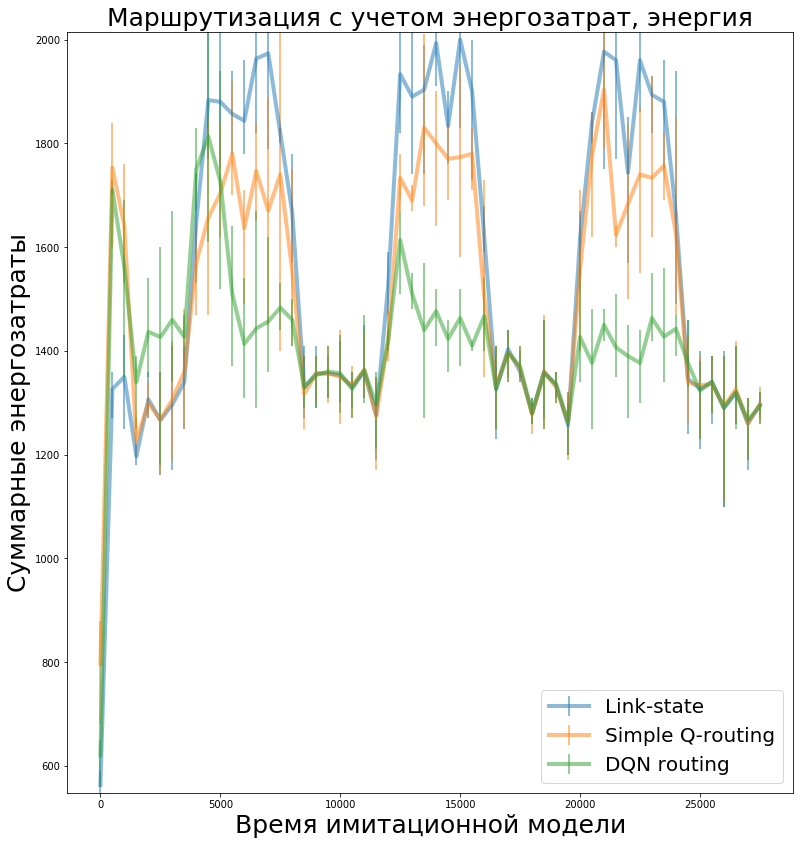 Маршрутизация с учетом энергозатрат, энергия
Суммарные энергозатраты
2000
1800
1600
1400
1200
1000
800
600
0 5000 10000 15000 20000 25000
Время имитационной модели
Link-state
Simple Q-routing
DQN routing